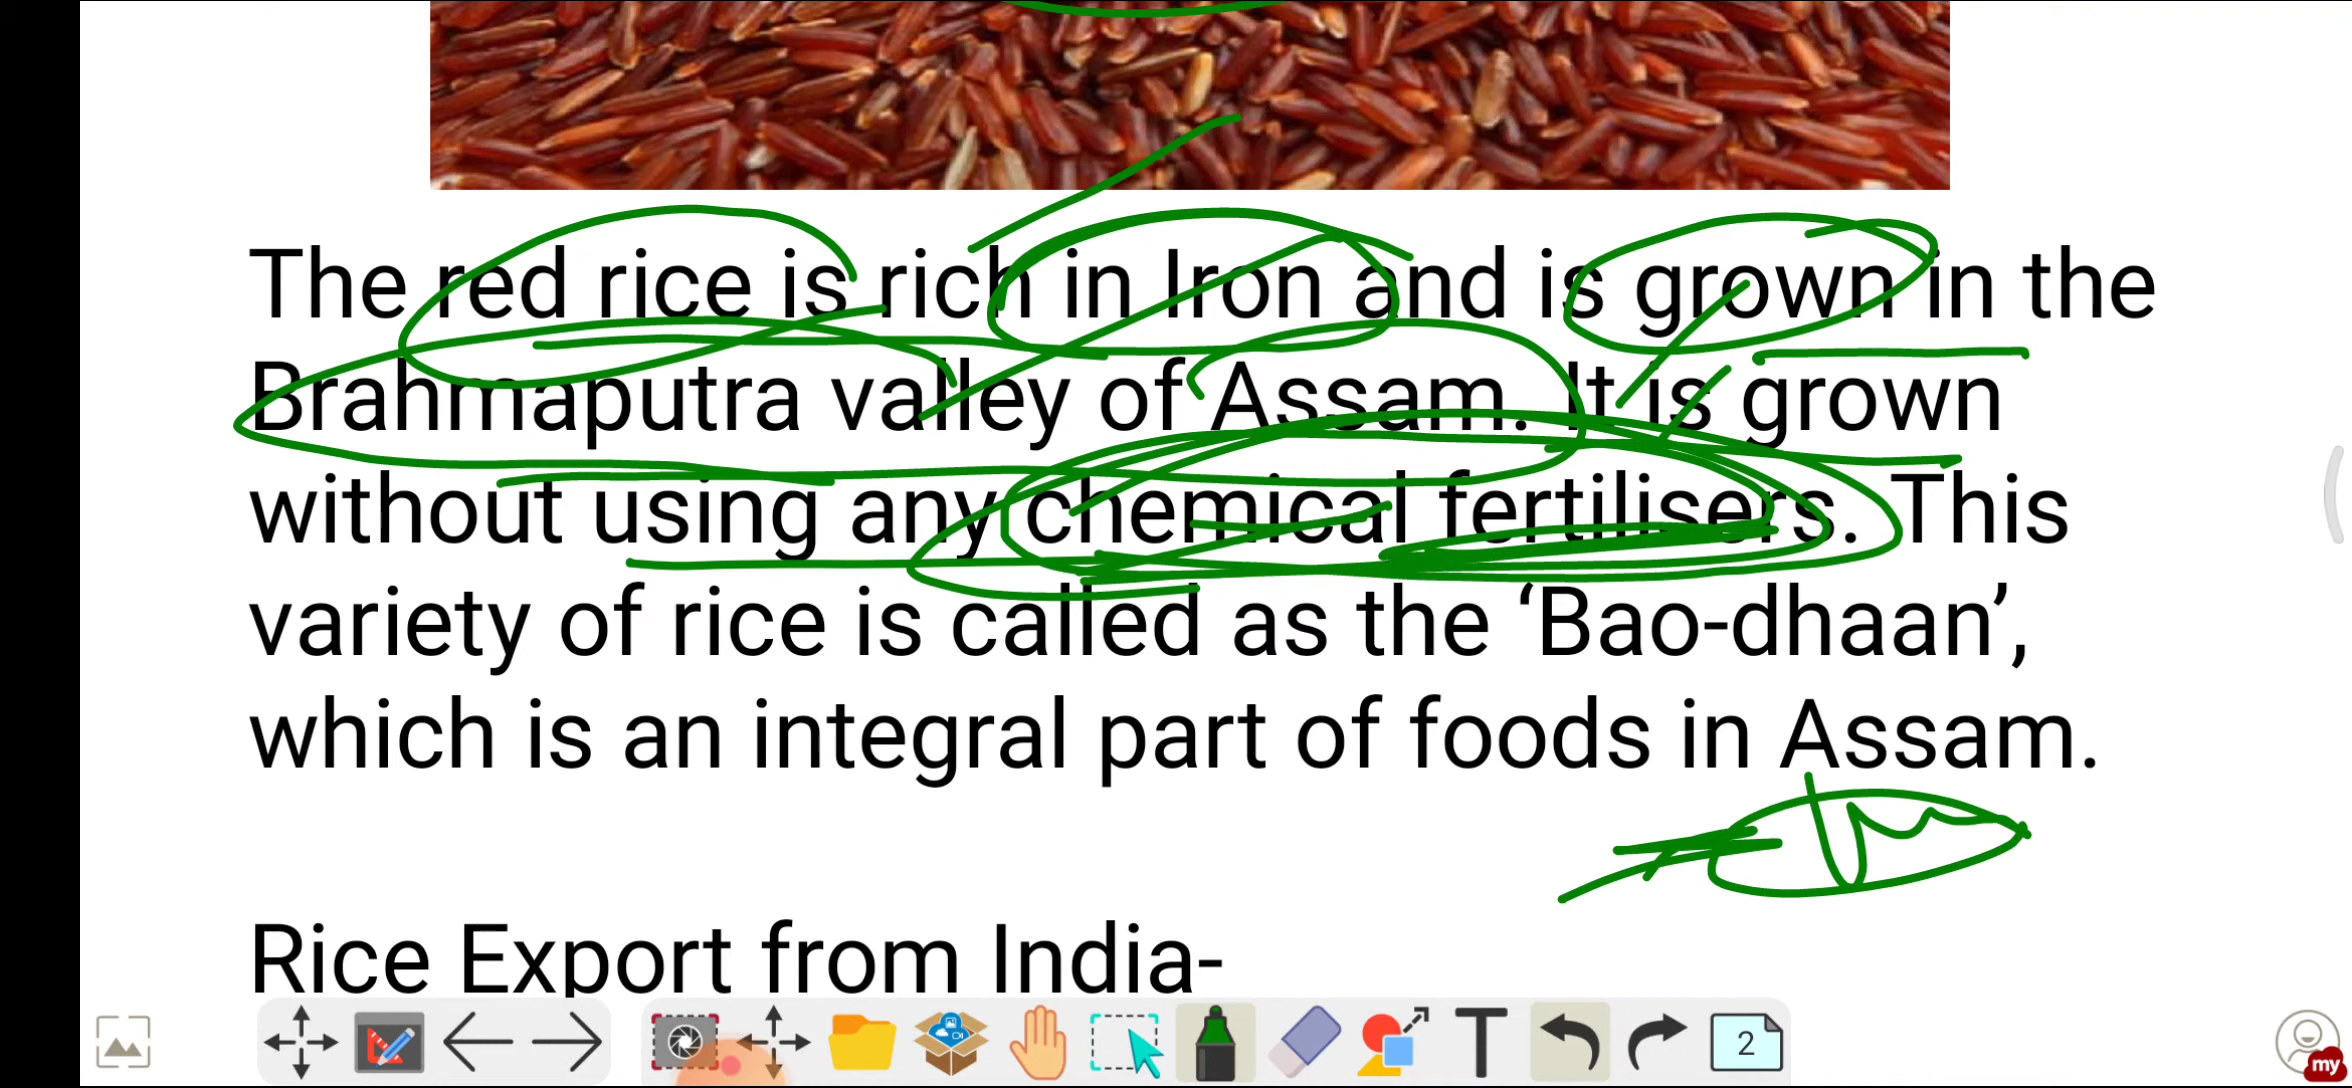 The red rice is rich in Iron and is grown in the
Brahmaputra valley of Assam. It is grown
without using any chemical fertilisers. This
variety of rice is called as the ‘Bao-dhaan’,
which is an integral part of foods in Assam.
Rice Export from India-
2
my